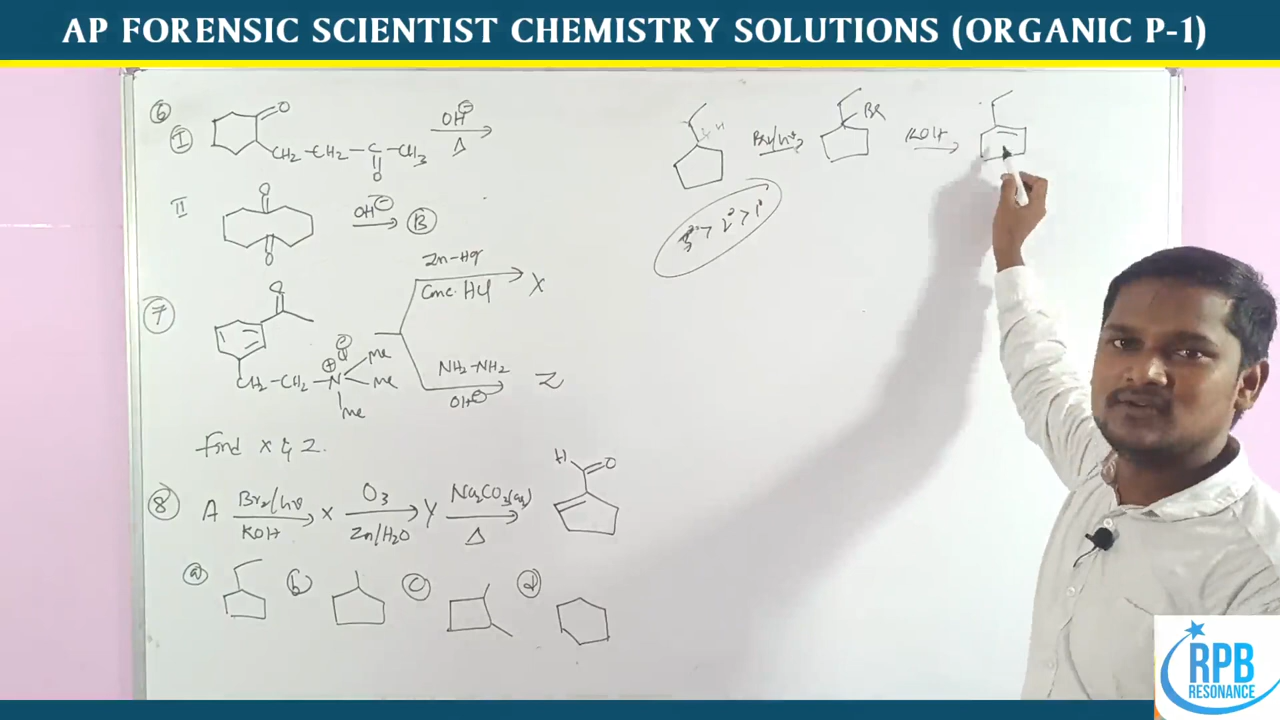 AP FORENSIC SCIENTIST CHEMISTRY SOLUTIONS (ORGANIC P-1)
⑥
I
O
CH2 - CH2 - C - CH3
O
OH⊖
Δ
II
O
O
OH⊖
B
⑦
O
CH2 - CH2 - N⊕
O⊖
Me
Me
Me
Zn-Hg
Conc. HCl
X
NH2-NH2
OH⊖
Z
Find X & Z.
⑧ A Br2/hν KOH X O3 Zn/H2O Y Na2CO3(aq) Δ
H
O
a b c d
H
Br2/hν
Br
KOH
3° > 2° > 1°
RPB
RESONANCE